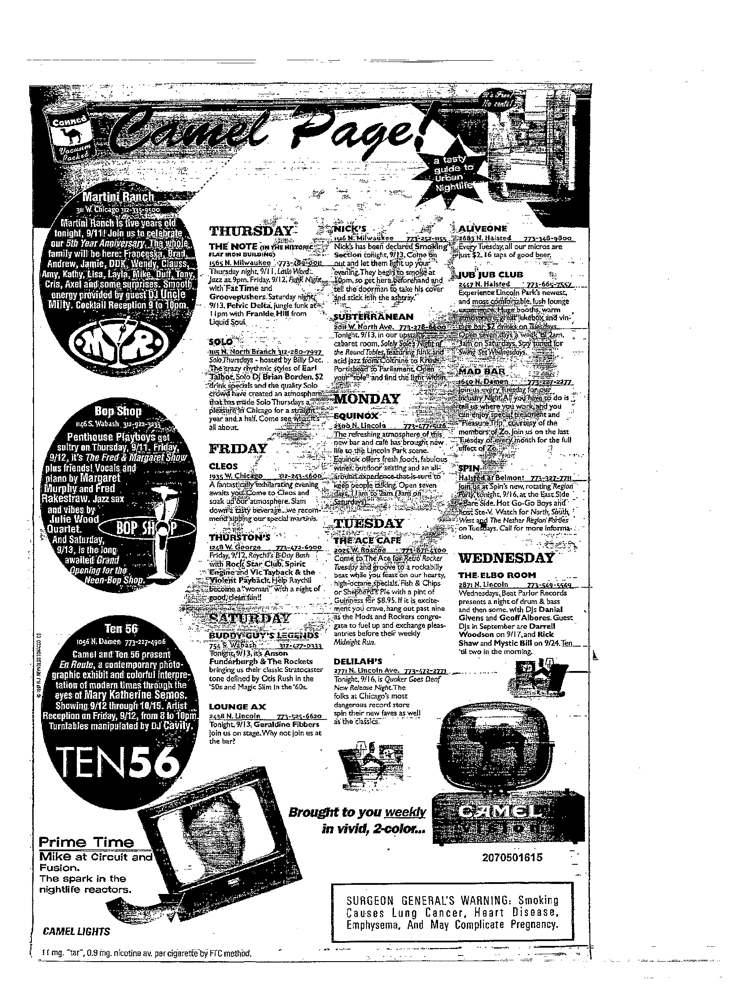 It's Free!
No cents!
Canned
Vacuum
Packed
Camel Page!
a tasty
guide to
Urban
Nightlife
Martini Ranch
311 W. Chicago 312-335-9500
Martini Ranch is five years old
tonight, 9/11! Join us to celebrate
our 5th Year Anniversary. The whole
family will be here: Franceska, Brad,
Andrew, Jamie, Wendy, Clauss,
Amy, Kathy, Lisa, Layla, Mike, Duff, Tony,
Cris, Axel and some surprises. Smooth
energy provided by guest DJ Uncle
Milty. Cocktail Reception 9 to 10pm.
Bop Shop
1146 S. Wabash
Penthouse Playboys get
sultry on Thursday, 9/11. Friday,
9/12, it's The Fred & Margaret Show
plus friends! Vocals and
piano by Margaret
Murphy and Fred
Rakestraw. Jazz sax
and vibes by
Julie Wood
Quartet.
And Saturday,
9/13, is the long
awaited Grand
Opening for the
Neon-Bop Shop.
BOP SHOP
Ten 56
1056 N. Damen 773-227-4906
Camel and Ten 56 present
En Route, a contemporary photo-
graphic exhibit and colorful interpre-
tation of modern times through the
eyes of Mary Katherine Semos.
Showing 9/12 through 10/15. Artist
Reception on Friday, 9/12, from 8 to 10pm.
Turntables manipulated by DJ Cavity.
TEN56
THURSDAY
THE NOTE (IN THE HISTORIC
FLAT IRON BUILDING)
1565 N. Milwaukee
Thursday night, 9/11,
Jazz at 9pm. Friday, 9/12, Funk Night
with Fat Time and
Groovepushers. Saturday night,
9/13, Pelvic Delta, jungle funk at
11pm with Frankie Hill from
Liquid Soul.
SOLO
1115 N. North Branch 312-280-7997
Solo Thursdays - hosted by Billy Dec.
The crazy rhythmic styles of Earl
Talbot, Solo DJ Brian Borden, $2
drink specials and the quality Solo
crowd have created an atmosphere
that has made Solo Thursdays a
pleasure in Chicago for a straight
year and a half. Come see what it's
all about.
FRIDAY
CLEOS
1935 W. Chicago 312-243-5600
A fantastically exhilarating evening
awaits you. Come to Cleos and
soak up our atmosphere. Slam
down a tasty beverage...we recom-
mend sipping our special martinis.
THURSTON'S
1248 W. George 773-472-6900
Friday, 9/12, Raychil's B-Day Bash
with Rock Star Club, Spirit
Engine and Vic Tayback & the
Violent Payback. Help Raychil
become a "woman" with a night of
good, clean fun!!
SATURDAY
BUDDY GUY'S LEGENDS
754 S. Wabash 312-427-0333
Tonight, 9/13, it's Anson
Funderburgh & The Rockets
bringing us their classic Stratocaster
tone defined by Otis Rush in the
'50s and Magic Slim in the '60s.
LOUNGE AX
2438 N. Lincoln 773-525-6620
Tonight, 9/13, Geraldine Fibbers
join us on stage. Why not join us at
the bar?
NICK'S
1516 N. Milwaukee 773-252-1155
Nick's has been declared Smoking
Section tonight, 9/13. Come on
out and let them light up your
evening. They begin to smoke at
10pm, so get here beforehand and
tell the doorman to take his cover
and stick it in the ashtray.
SUBTERRANEAN
2011 W. North Ave.
Tonight, 9/13, in our upstairs
cabaret room, Solely Sole's Night of
the Round Tables, featuring funk and
acid jazz from Coltrane to Kruder,
Portishead to Parliament. Open
your "sole" and find the light within.
MONDAY
EQUINOX
2300 N. Lincoln
The refreshing atmosphere of this
new bar and café has brought new
life to the Lincoln Park scene.
Equinox offers fresh foods, fabulous
wines, outdoor seating and an all-
around experience that is sure to
keep people talking. Open seven
days, 11am to 2am (3am on
Saturdays).
TUESDAY
THE ACE CAFE
2025 W. Roscoe 773-871-4300
Come to The Ace for Retro Rocker
Tuesday and groove to a rockabilly
beat while you feast on our hearty,
high-octane specials. Fish & Chips
or Shepherd's Pie with a pint of
Guinness for $8.95. If it is excite-
ment you crave, hang out past nine
as the Mods and Rockers congre-
gate to fuel up and exchange pleas-
antries before their weekly
Midnight Run.
DELILAH'S
2771 N. Lincoln Ave. 773-472-2771
Tonight, 9/16, is Quaker Goes Deaf
New Release Night. The
folks at Chicago's most
dangerous record store
spin their new faves as well
as the classics.
ALIVEONE
2683 N. Halsted 773-348-9800
Every Tuesday, all our micros are
just $2, 16 taps of good beer.
JUB JUB CLUB
2457 N. Halsted 773-665-7557
Experience Lincoln Park's newest,
and most comfortable, lush lounge
experience. Huge booths, warm
atmosphere, great jukebox and vin-
tage bar. $2 drinks on Tuesdays.
Open seven days a week til 2am,
3am on Saturdays. Stay tuned for
Swing Set Wednesdays.
MAD BAR
1640 N. Damen 773-227-2277
Join us every Tuesday for our
Industry Night. All you have to do is
tell us where you work, and you
can enjoy discounted cocktails and
"Pleasure Trip" courtesy of the
members of Zo. Join us on the last
Tuesday of every month for the full
effect of Zo.
SPIN
Halsted at Belmont 773-327-7711
Join us at Spin's new, rotating Region
Party, tonight, 9/16, at the East Side
Dare Side. Hot Go-Go Boys and
host Ste-V. Watch for North, South,
West and The Nether Region Parties
on Tuesdays. Call for more informa-
tion.
WEDNESDAY
THE ELBO ROOM
2871 N. Lincoln 773-549-5549
Wednesdays, Beat Parlor Records
presents a night of drum & bass
and then some, with DJs Danial
Givens and Geoff Albores. Guest
DJs in September are Darrell
Woodson on 9/17, and Rick
Shaw and Mystic Bill on 9/24. Ten
'til two in the morning.
Brought to you weekly
in vivid, 2-color...
CAMEL
VISION
Prime Time
Mike at Circuit and
Fusion.
The spark in the
nightlife reactors.
2070501615
SURGEON GENERAL'S WARNING: Smoking
Causes Lung Cancer, Heart Disease,
Emphysema, And May Complicate Pregnancy.
CAMEL LIGHTS
11 mg. "tar", 0.9 mg. nicotine av. per cigarette by FTC method.